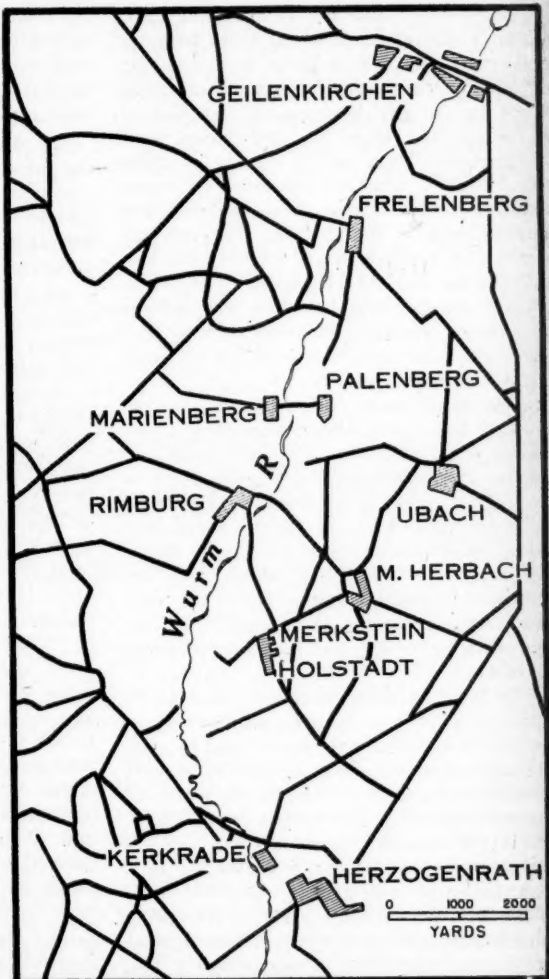 GEILENKIRCHEN
FRELENBERG
PALENBERG
MARIENBERG
R
RIMBURG
UBACH
Wurm
M. HERBACH
MERKSTEIN
HOLSTADT
KERKRADE
HERZOGENRATH
0 1000 2000
YARDS